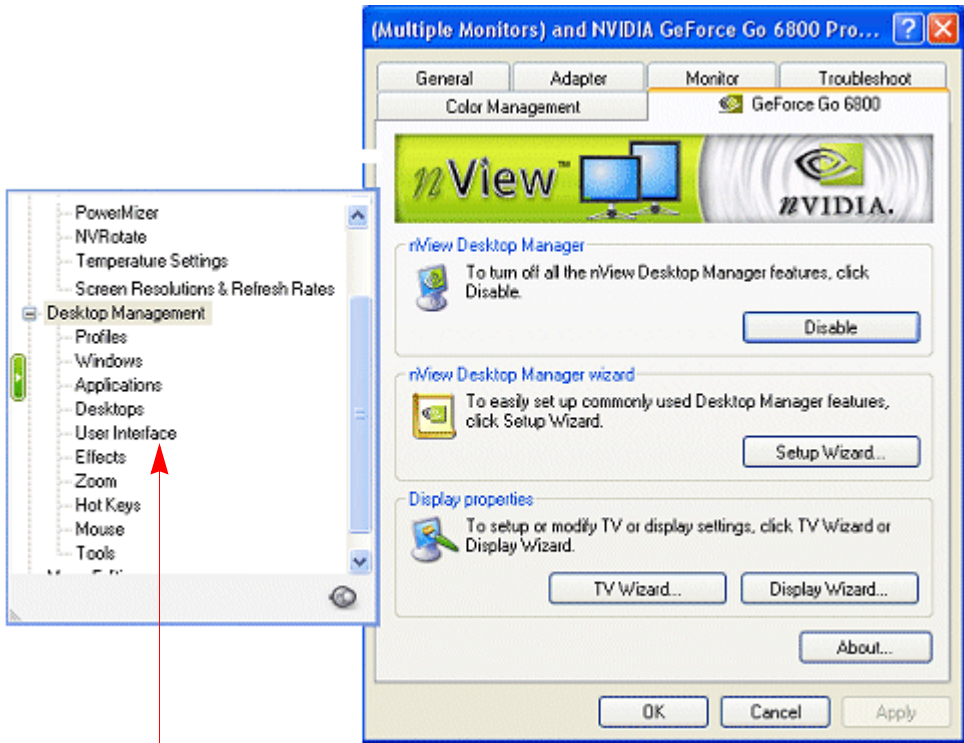 (Multiple Monitors) and NVIDIA GeForce Go 6800 Pro...
General
Adapter
Monitor
Troubleshoot
Color Management
GeForce Go 6800
nView™
nVIDIA.
PowerMizer
NVRotate
Temperature Settings
Screen Resolutions & Refresh Rates
Desktop Management
Profiles
Windows
Applications
Desktops
User Interface
Effects
Zoom
Hot Keys
Mouse
Tools
nView Desktop Manager
To turn off all the nView Desktop Manager features, click
Disable.
Disable
nView Desktop Manager wizard
To easily set up commonly used Desktop Manager features,
click Setup Wizard.
Setup Wizard...
Display properties
To setup or modify TV or display settings, click TV Wizard or
Display Wizard.
TV Wizard...
Display Wizard...
About...
OK
Cancel
Apply